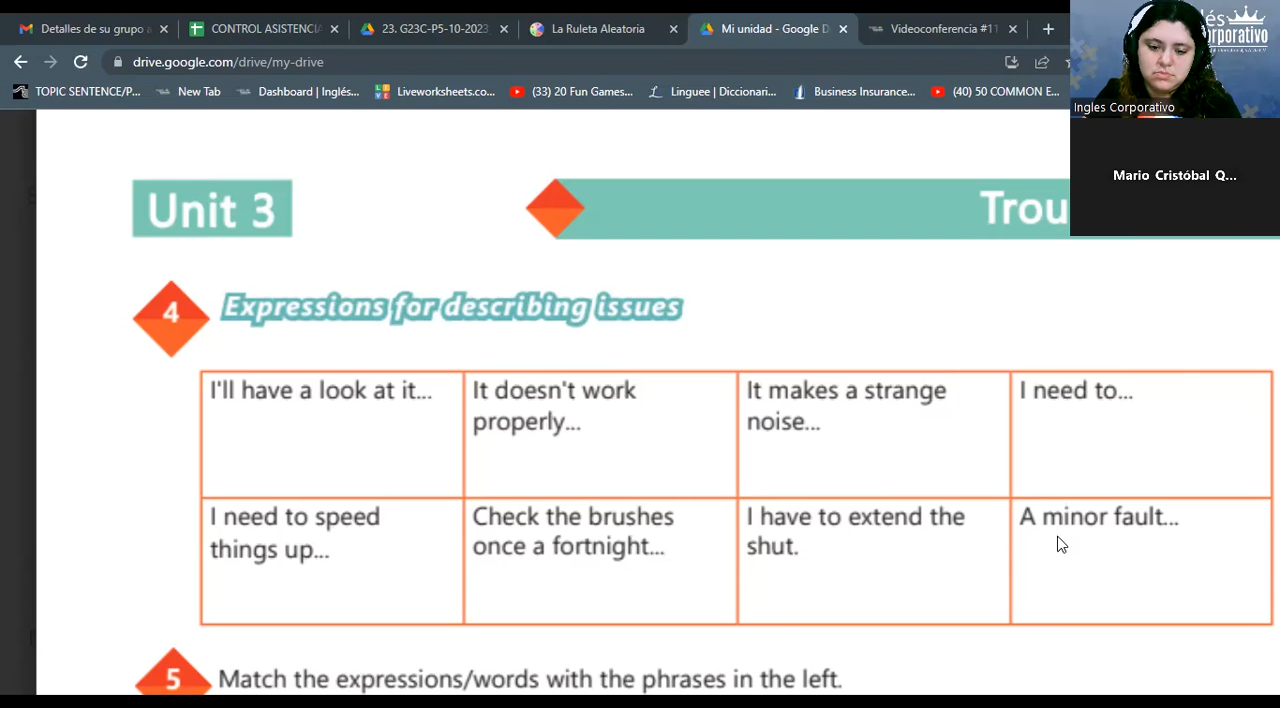 Detalles de su grupo a
CONTROL ASISTENCIA
23. G23C-P5-10-2023
La Ruleta Aleatoria
Mi unidad - Google D
Videoconferencia #11
drive.google.com/drive/my-drive
TOPIC SENTENCE/P...
New Tab
Dashboard | Inglés...
Liveworksheets.co...
(33) 20 Fun Games...
Linguee | Diccionari...
Business Insurance...
(40) 50 COMMON E...
Ingles Corporativo
Mario Cristóbal Q...
Unit 3
Trou
4
Expressions for describing issues
I'll have a look at it...
It doesn't work
properly...
It makes a strange
noise...
I need to...
I need to speed
things up...
Check the brushes
once a fortnight...
I have to extend the
shut.
A minor fault...
5
Match the expressions/words with the phrases in the left.